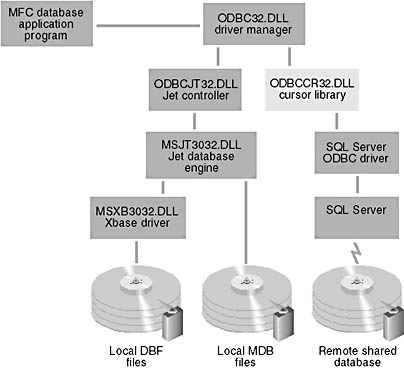 MFC database
application
program
ODBC32.DLL
driver manager
ODBCJT32.DLL
Jet controller
ODBCCR32.DLL
cursor library
MSJT3032.DLL
Jet database
engine
SQL Server
ODBC driver
MSXB3032.DLL
Xbase driver
SQL Server
Local DBF
files
Local MDB
files
Remote shared
database